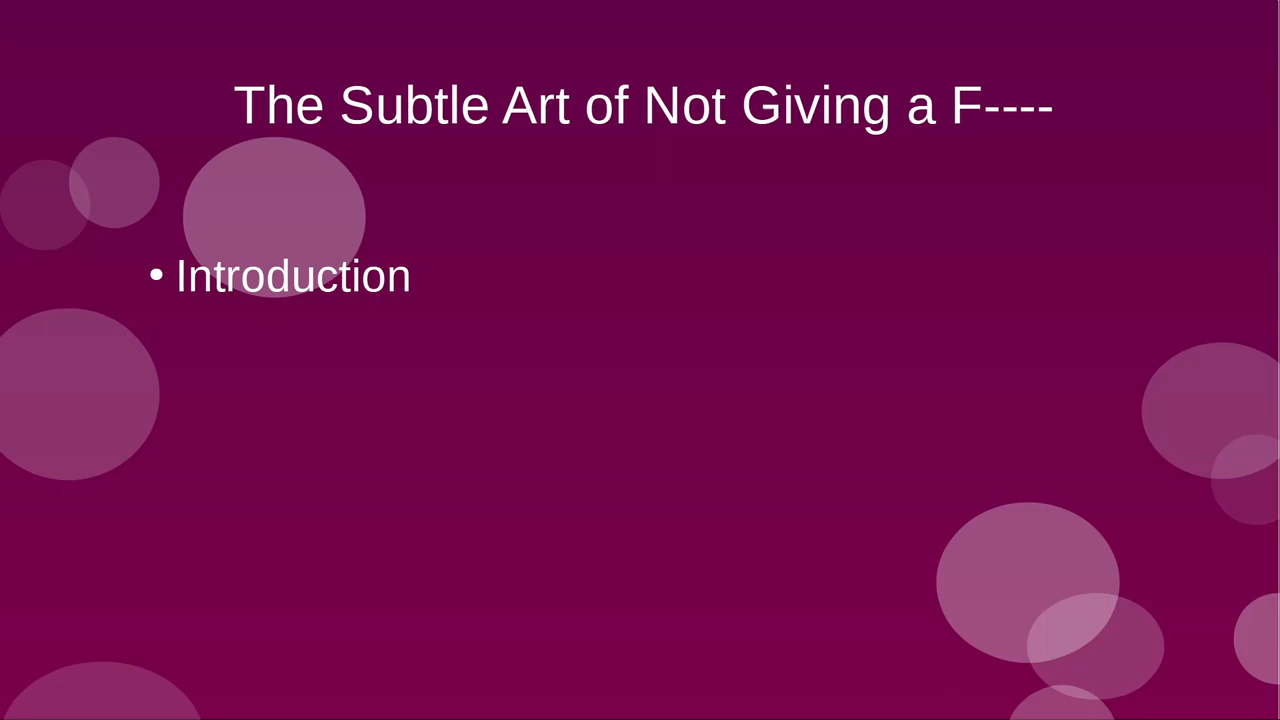 The Subtle Art of Not Giving a F----
• Introduction